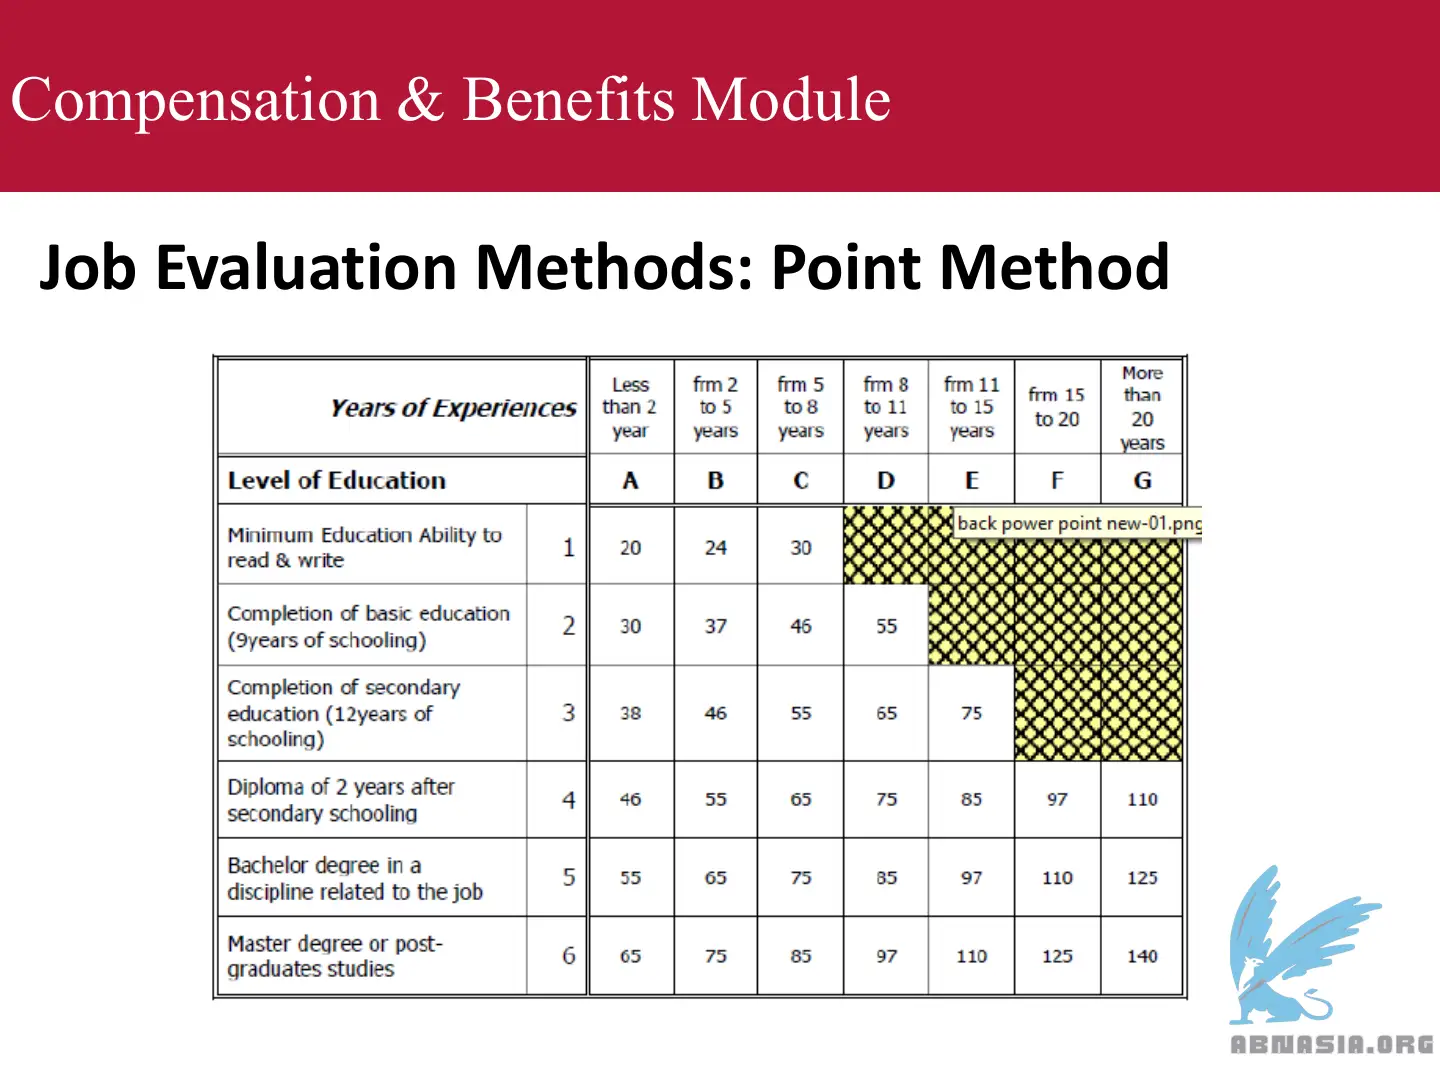 Compensation & Benefits Module
Job Evaluation Methods: Point Method
Years of Experiences
Less than 2 year
frm 2 to 5 years
frm 5 to 8 years
frm 8 to 11 years
frm 11 to 15 years
frm 15 to 20
More than 20 years
Level of Education A B C D E F G
back power point new-01.png
Minimum Education Ability to
read & write
1 20 24 30
Completion of basic education
(9years of schooling)
2 30 37 46 55
Completion of secondary
education (12years of
schooling)
3 38 46 55 65 75
Diploma of 2 years after
secondary schooling
4 46 55 65 75 85 97 110
Bachelor degree in a
discipline related to the job
5 55 65 75 85 97 110 125
Master degree or post-
graduates studies
6 65 75 85 97 110 125 140
ABNASIA.ORG